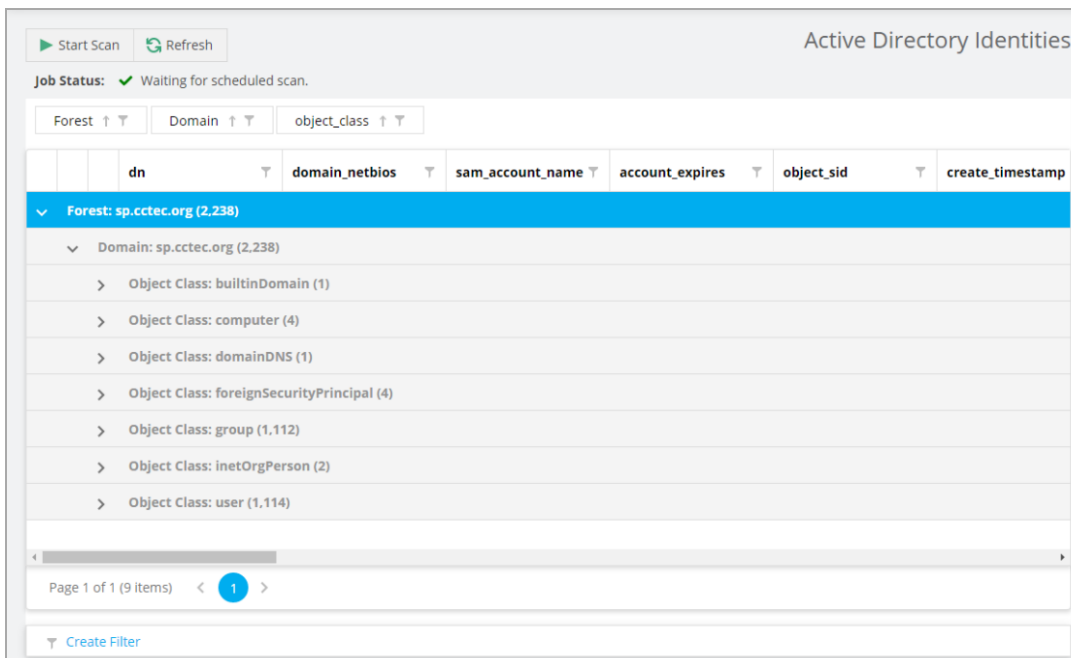 Start Scan Refresh Active Directory Identities
Job Status: Waiting for scheduled scan.
Forest Domain object_class
dn domain_netbios sam_account_name account_expires object_sid create_timestamp
Forest: sp.cctec.org (2,238)
Domain: sp.cctec.org (2,238)
Object Class: builtinDomain (1)
Object Class: computer (4)
Object Class: domainDNS (1)
Object Class: foreignSecurityPrincipal (4)
Object Class: group (1,112)
Object Class: inetOrgPerson (2)
Object Class: user (1,114)
Page 1 of 1 (9 items) 1
Create Filter